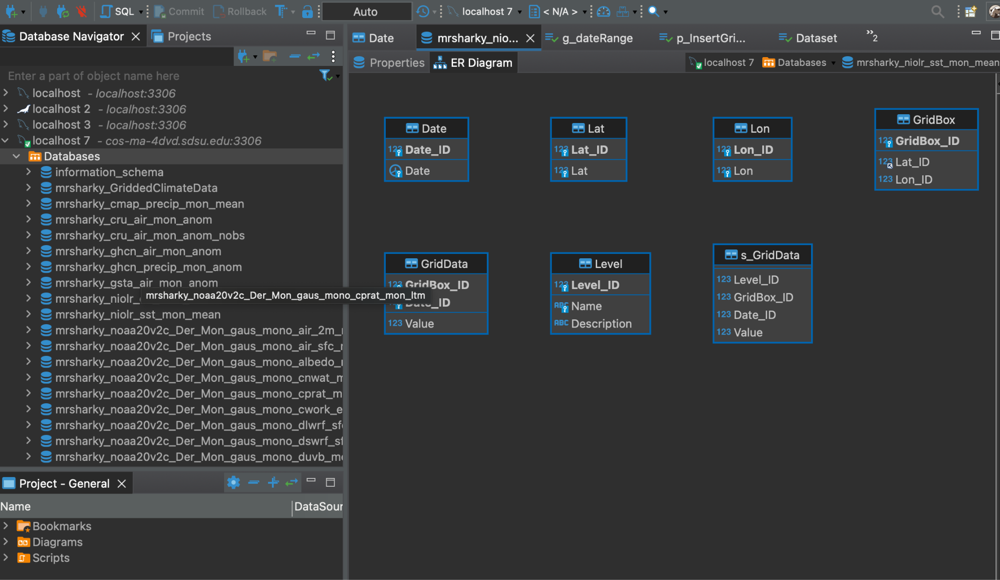 SQL Commit Rollback Auto localhost 7 < N/A >
Database Navigator Projects
Date mrsharky_nio... g_dateRange p_InsertGri... Dataset »2
Properties ER Diagram localhost 7 Databases mrsharky_niolr_sst_mon_mean
Enter a part of object name here
localhost - localhost:3306
localhost 2 - localhost:3306
localhost 3 - localhost:3306
localhost 7 - cos-ma-4dvd.sdsu.edu:3306
Databases
information_schema
mrsharky_GriddedClimateData
mrsharky_cmap_precip_mon_mean
mrsharky_cru_air_mon_anom
mrsharky_cru_air_mon_anom_nobs
mrsharky_ghcn_air_mon_anom
mrsharky_ghcn_precip_mon_anom
mrsharky_gsta_air_mon_anom
mrsharky_niolr_
mrsharky_noaa20v2c_Der_Mon_gaus_mono_cprat_mon_ltm
mrsharky_niolr_sst_mon_mean
mrsharky_noaa20v2c_Der_Mon_gaus_mono_air_2m_
mrsharky_noaa20v2c_Der_Mon_gaus_mono_air_sfc_
mrsharky_noaa20v2c_Der_Mon_gaus_mono_albedo_
mrsharky_noaa20v2c_Der_Mon_gaus_mono_cnwat_m
mrsharky_noaa20v2c_Der_Mon_gaus_mono_cprat_m
mrsharky_noaa20v2c_Der_Mon_gaus_mono_cwork_e
mrsharky_noaa20v2c_Der_Mon_gaus_mono_dlwrf_sf
mrsharky_noaa20v2c_Der_Mon_gaus_mono_dswrf_sf
mrsharky_noaa20v2c_Der_Mon_gaus_mono_duvb_m
Date
123 Date_ID
Date
Lat
123 Lat_ID
123 Lat
Lon
123 Lon_ID
123 Lon
GridBox
123 GridBox_ID
123 Lat_ID
123 Lon_ID
GridData
123 GridBox_ID
Date_ID
123 Value
Level
123 Level_ID
ABC Name
ABC Description
s_GridData
123 Level_ID
123 GridBox_ID
123 Date_ID
123 Value
Project - General
Name DataSour
Bookmarks
Diagrams
Scripts